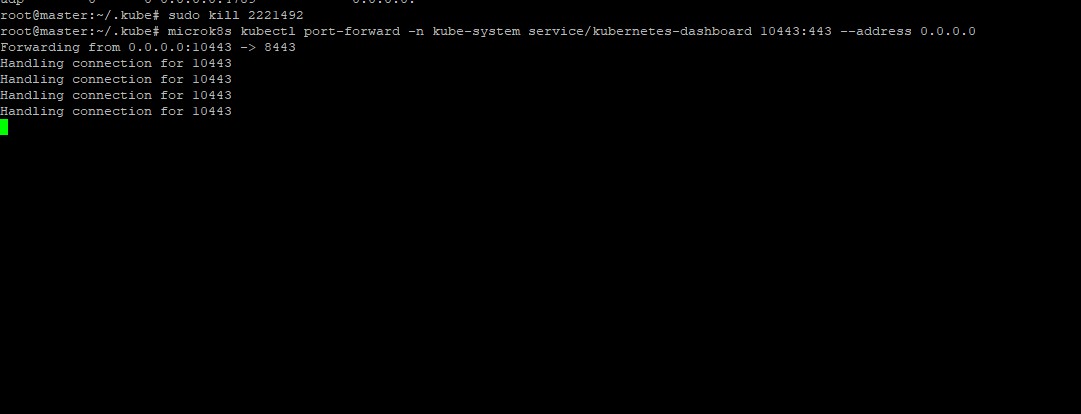 root@master:~/.kube# sudo kill 2221492
root@master:~/.kube# microk8s kubectl port-forward -n kube-system service/kubernetes-dashboard 10443:443 --address 0.0.0.0
Forwarding from 0.0.0.0:10443 -> 8443
Handling connection for 10443
Handling connection for 10443
Handling connection for 10443
Handling connection for 10443